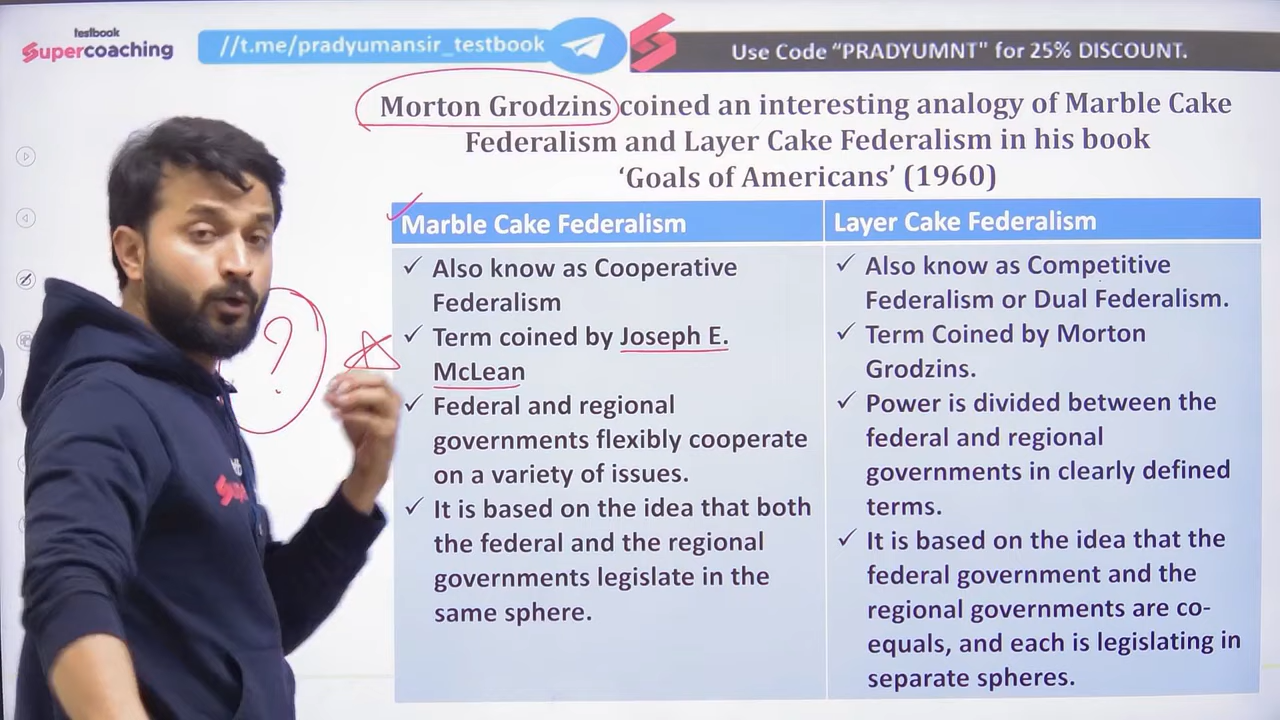 testbook
Supercoaching
//t.me/pradyumansir_testbook
Use Code “PRADYUMNT" for 25% DISCOUNT.
Morton Grodzins coined an interesting analogy of Marble Cake
Federalism and Layer Cake Federalism in his book
‘Goals of Americans’ (1960)
Marble Cake Federalism
✓ Also know as Cooperative
Federalism
✓ Term coined by Joseph E.
McLean
✓ Federal and regional
governments flexibly cooperate
on a variety of issues.
✓ It is based on the idea that both
the federal and the regional
governments legislate in the
same sphere.
Layer Cake Federalism
✓ Also know as Competitive
Federalism or Dual Federalism.
✓ Term Coined by Morton
Grodzins.
✓ Power is divided between the
federal and regional
governments in clearly defined
terms.
✓ It is based on the idea that the
federal government and the
regional governments are co-
equals, and each is legislating in
separate spheres.
?
Super